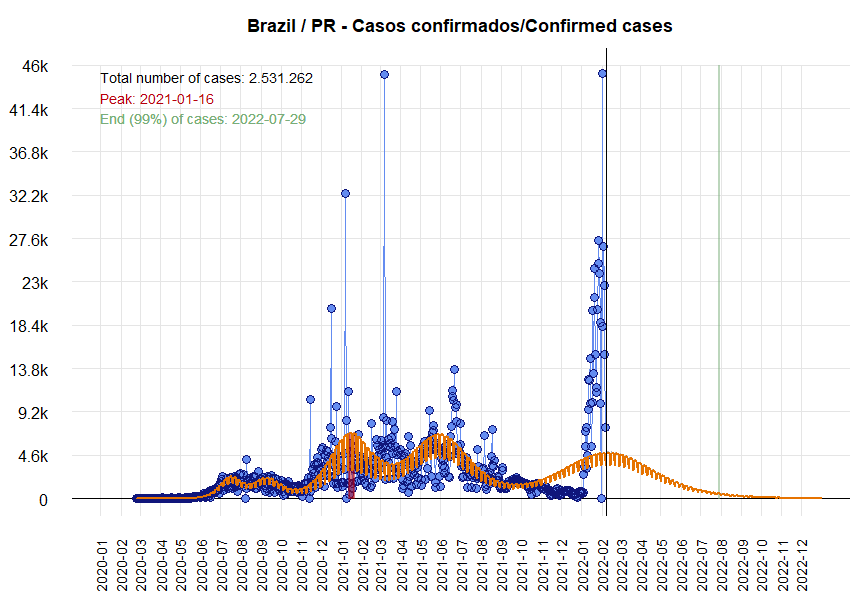 Brazil / PR - Casos confirmados/Confirmed cases
46k
Total number of cases: 2.531.262
Peak: 2021-01-16
End (99%) of cases: 2022-07-29
41.4k
36.8k
32.2k
27.6k
23k
18.4k
13.8k
9.2k
4.6k
0
2020-01
2020-02
2020-03
2020-04
2020-05
2020-06
2020-07
2020-08
2020-09
2020-10
2020-11
2020-12
2021-01
2021-02
2021-03
2021-04
2021-05
2021-06
2021-07
2021-08
2021-09
2021-10
2021-11
2021-12
2022-01
2022-02
2022-03
2022-04
2022-05
2022-06
2022-07
2022-08
2022-09
2022-10
2022-11
2022-12